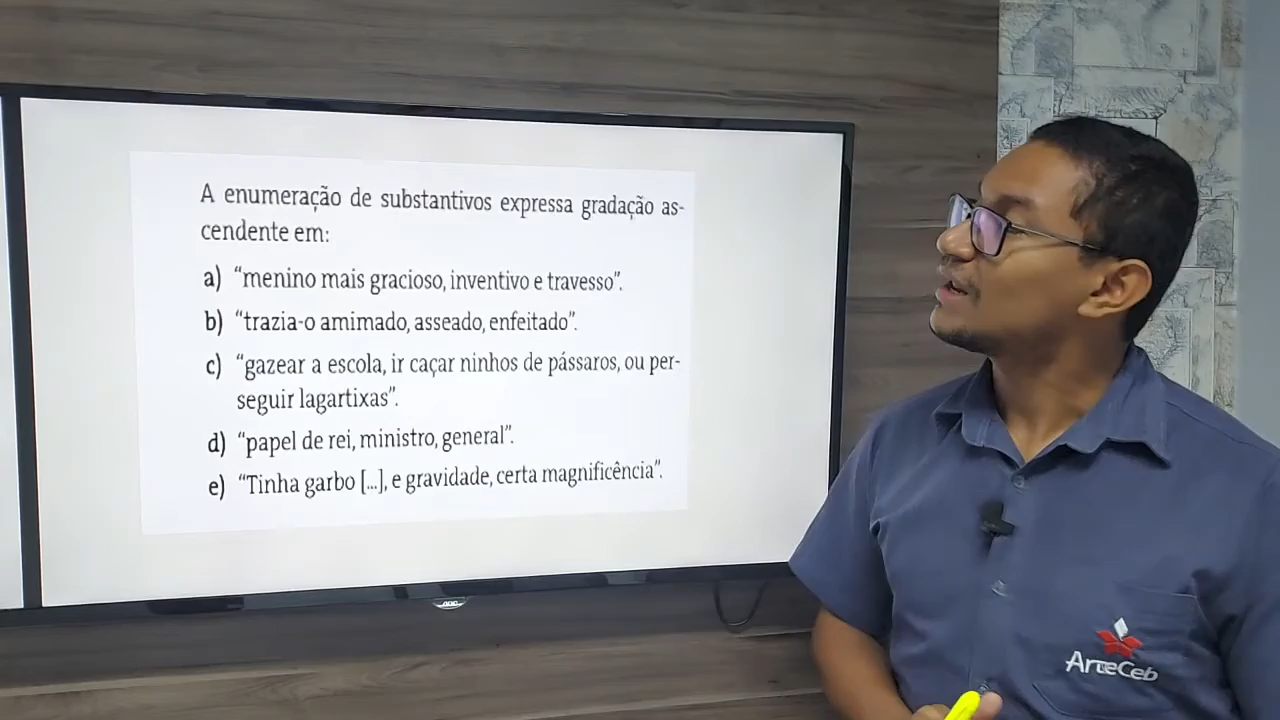 A enumeração de substantivos expressa gradação as-
cendente em:
a) “menino mais gracioso, inventivo e travesso”.
b) “trazia-o amimado, asseado, enfeitado”.
c) “gazear a escola, ir caçar ninhos de pássaros, ou per-
seguir lagartixas”.
d) “papel de rei, ministro, general”.
e) “Tinha garbo [...], e gravidade, certa magnificência”.
AOC
ArteCeb